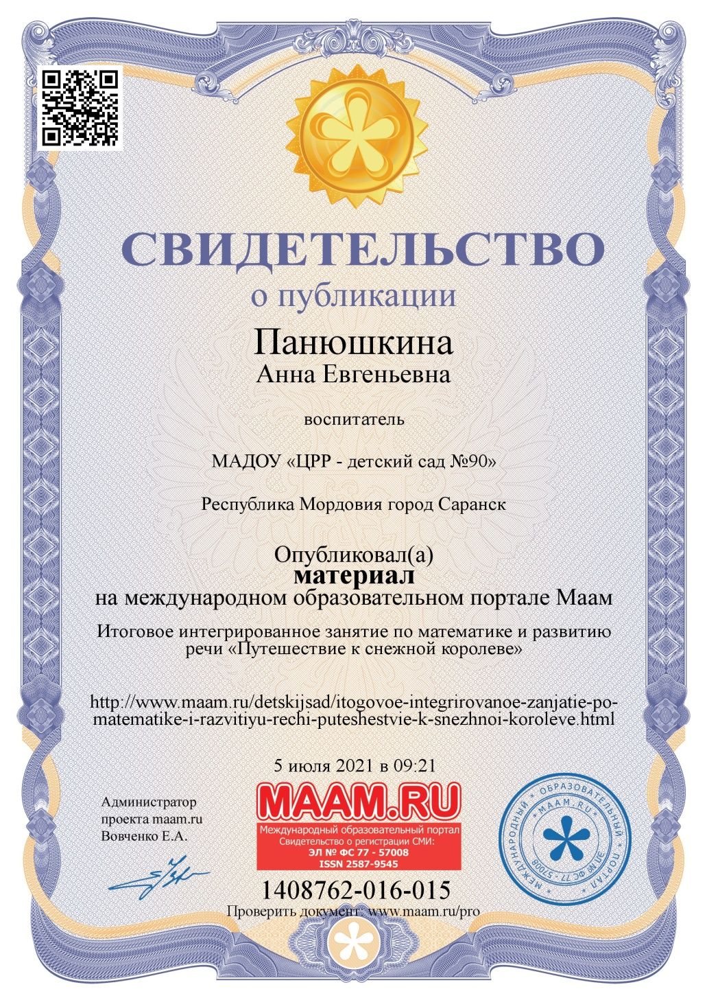 СВИДЕТЕЛЬСТВО
о публикации
Панюшкина
Анна Евгеньевна
воспитатель
МАДОУ «ЦРР - детский сад №90»
Республика Мордовия город Саранск
Опубликовал(а)
материал
на международном образовательном портале Маам
Итоговое интегрированное занятие по математике и развитию
речи «Путешествие к снежной королеве»
http://www.maam.ru/detskijsad/itogovoe-integrirovanoe-zanjatie-po-
matematike-i-razvitiyu-rechi-puteshestvie-k-snezhnoi-koroleve.html
5 июля 2021 в 09:21
Администратор
проекта maam.ru
Вовченко Е.А.
MAAM.RU
Международный образовательный портал
Свидетельство о регистрации СМИ:
ЭЛ № ФС 77 - 57008
ISSN 2587-9545
* МЕЖДУНАРОДНЫЙ * ОБРАЗОВАТЕЛЬНЫЙ * ПОРТАЛ *
* MAAM.RU *
ЭЛ № ФС 77 - 57008
1408762-016-015
Проверить документ: www.maam.ru/pro